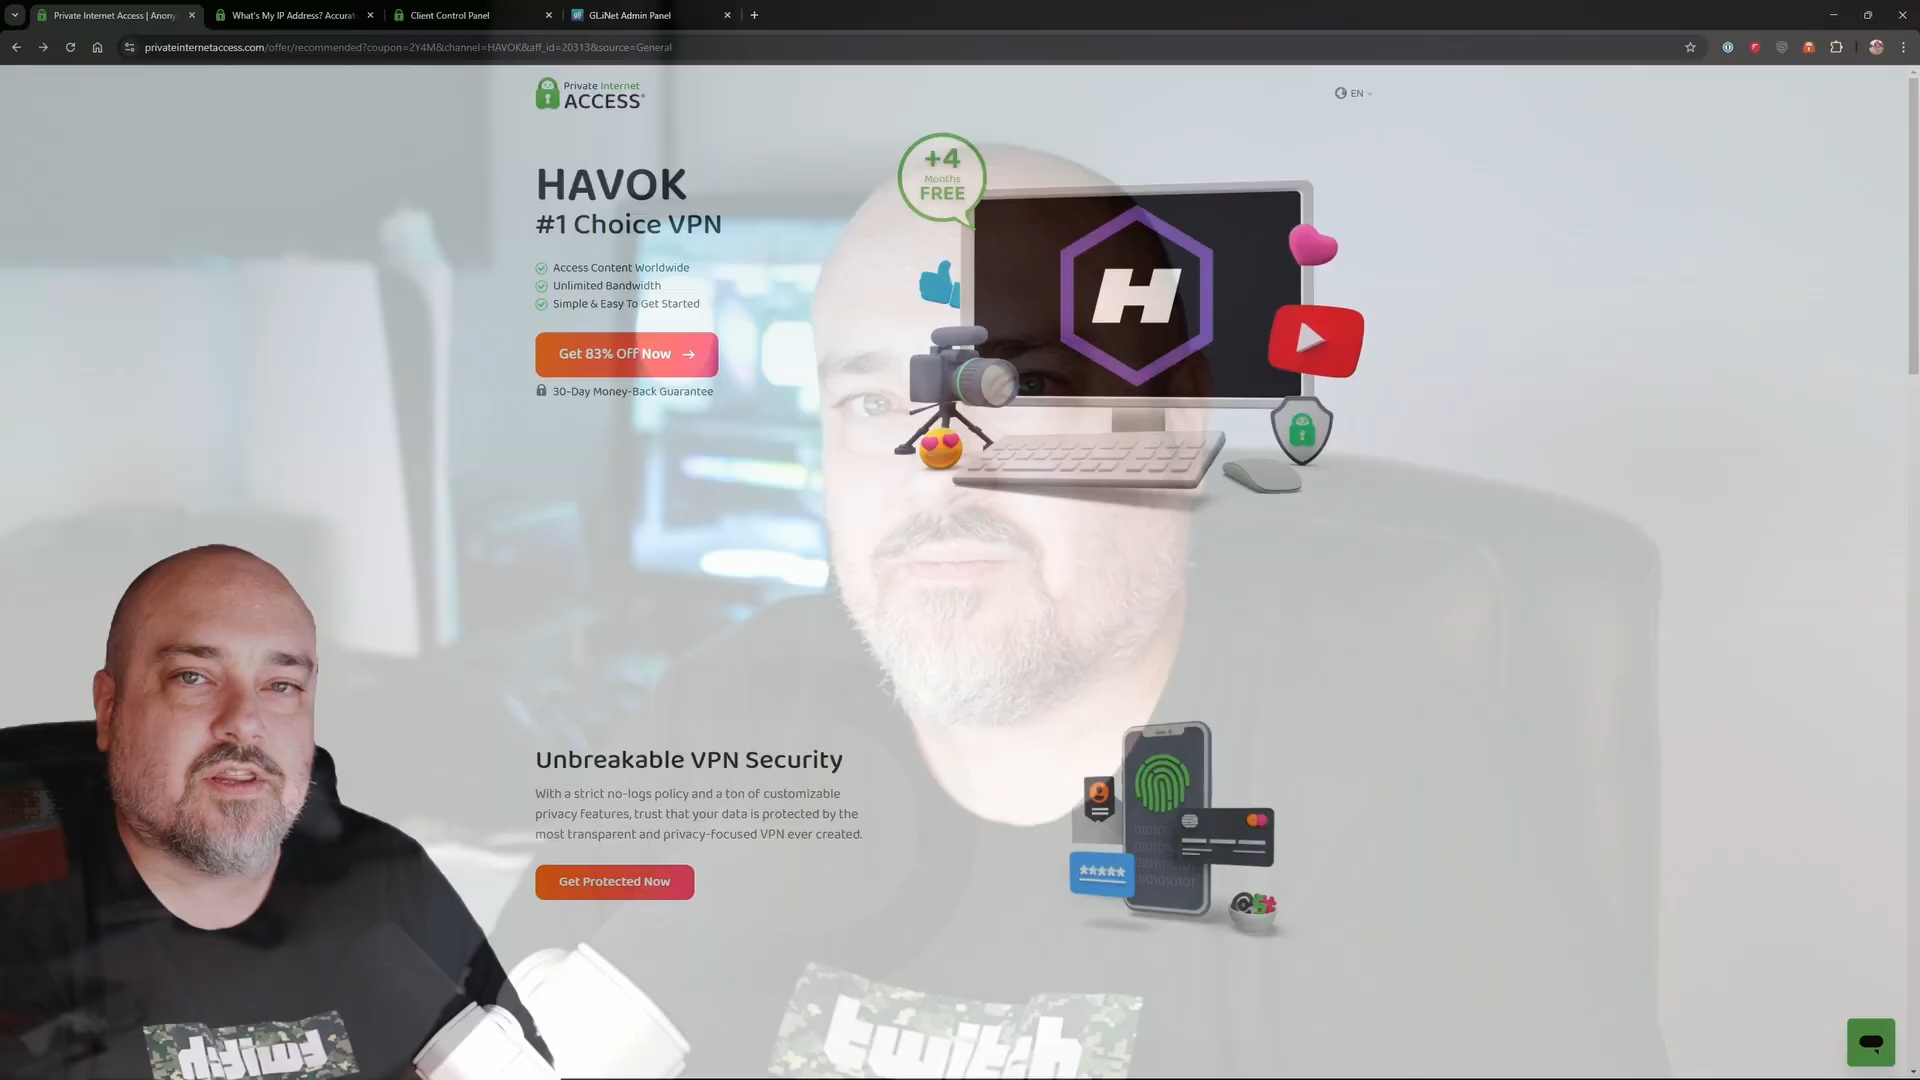 Private Internet Access | Anony
What's My IP Address? Accurat
Client Control Panel
GL.iNet Admin Panel
privateinternetaccess.com/offer/recommended?coupon=2Y4M&channel=HAVOK&aff_id=20313&source=General
Private Internet
ACCESS
EN
HAVOK
#1 Choice VPN
Access Content Worldwide
Unlimited Bandwidth
Simple & Easy To Get Started
Get 83% Off Now
30-Day Money-Back Guarantee
+4
Months
FREE
H
Unbreakable VPN Security
With a strict no-logs policy and a ton of customizable
privacy features, trust that your data is protected by the
most transparent and privacy-focused VPN ever created.
Get Protected Now
*****
twitch
twitch